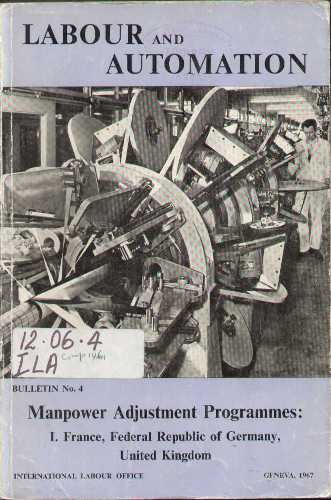 LABOUR AND
AUTOMATION
12.06.4
ILA
BULLETIN No. 4
Manpower Adjustment Programmes:
I. France, Federal Republic of Germany,
United Kingdom
INTERNATIONAL LABOUR OFFICE
GENEVA, 1967